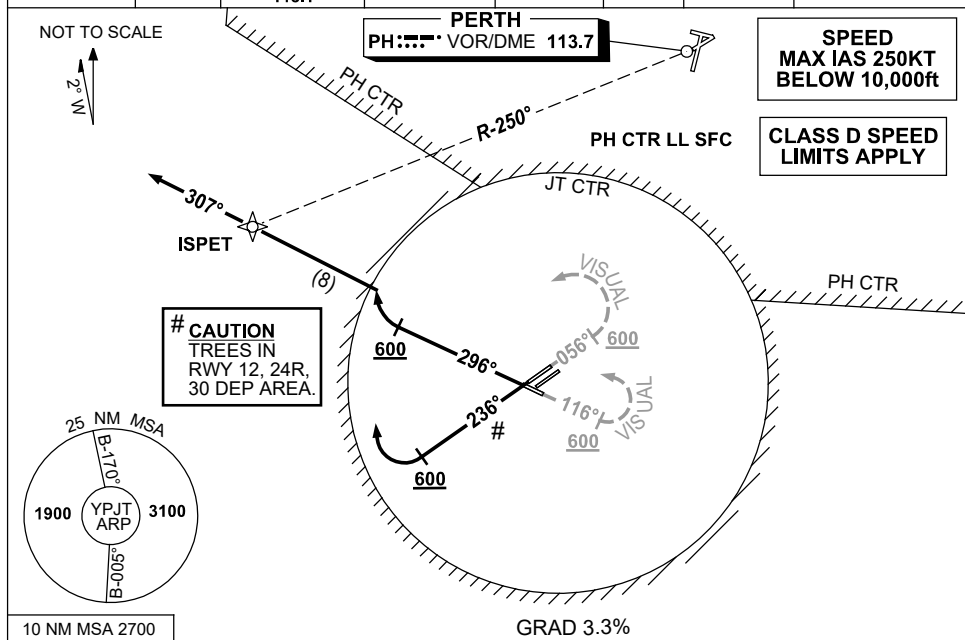 NOT TO SCALE
2° W
PERTH
PH VOR/DME 113.7
SPEED
MAX IAS 250KT
BELOW 10,000ft
PH CTR
R-250°
PH CTR LL SFC
CLASS D SPEED
LIMITS APPLY
JT CTR
307°
ISPET
(8)
VISUAL
PH CTR
# CAUTION
TREES IN
RWY 12, 24R,
30 DEP AREA.
600
296°
056°
600
236°
#
116°
600
VISUAL
600
25 NM MSA
B-170°
1900
YPJT
ARP
3100
B-005°
10 NM MSA 2700
GRAD 3.3%